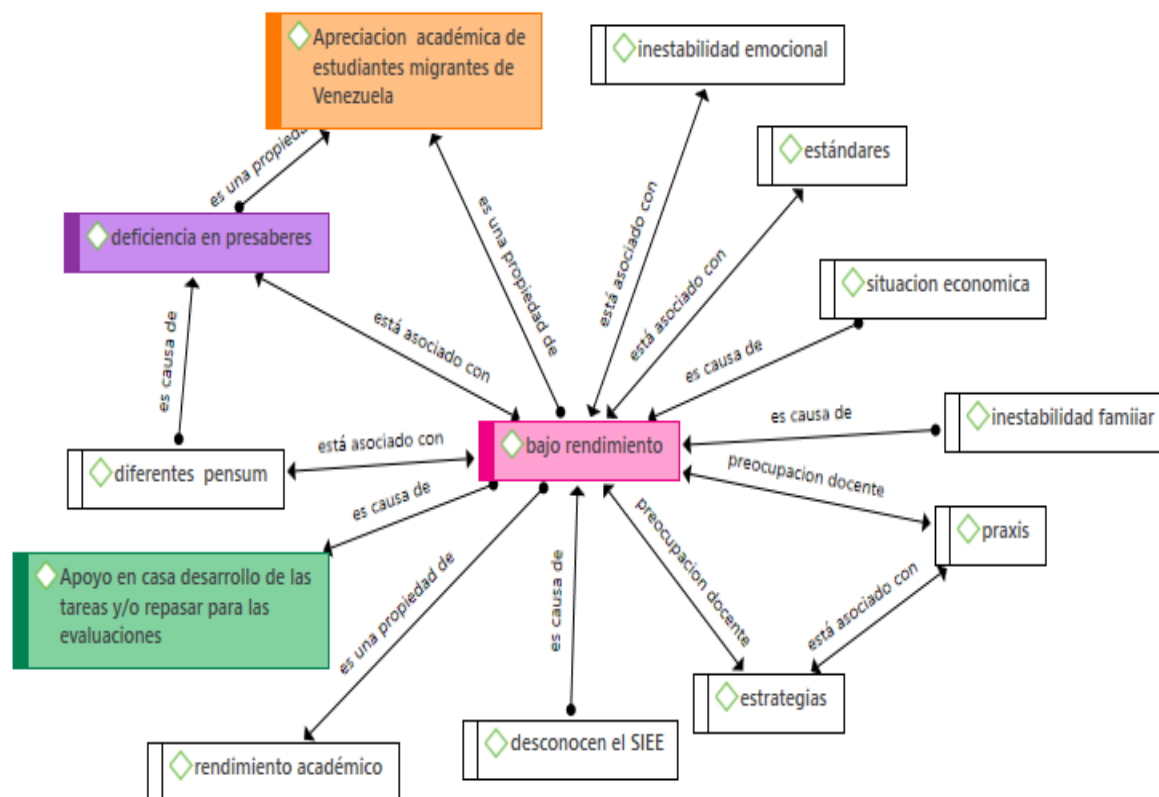 Apreciacion académica de
estudiantes migrantes de
Venezuela
inestabilidad emocional
estándares
es una propieda
deficiencia en presaberes
es una propiedad de
está asociado con
está asociado con
situacion economica
es causa de
está asociado con
es causa de
inestabilidad famiiar
es causa de
bajo rendimiento
está asociado con
diferentes pensum
preocupacion docente
es causa de
preocupacion docente
praxis
Apoyo en casa desarrollo de las
tareas y/o repasar para las
evaluaciones
es una propiedad de
es causa de
está asociado con
estrategias
desconocen el SIEE
rendimiento académico